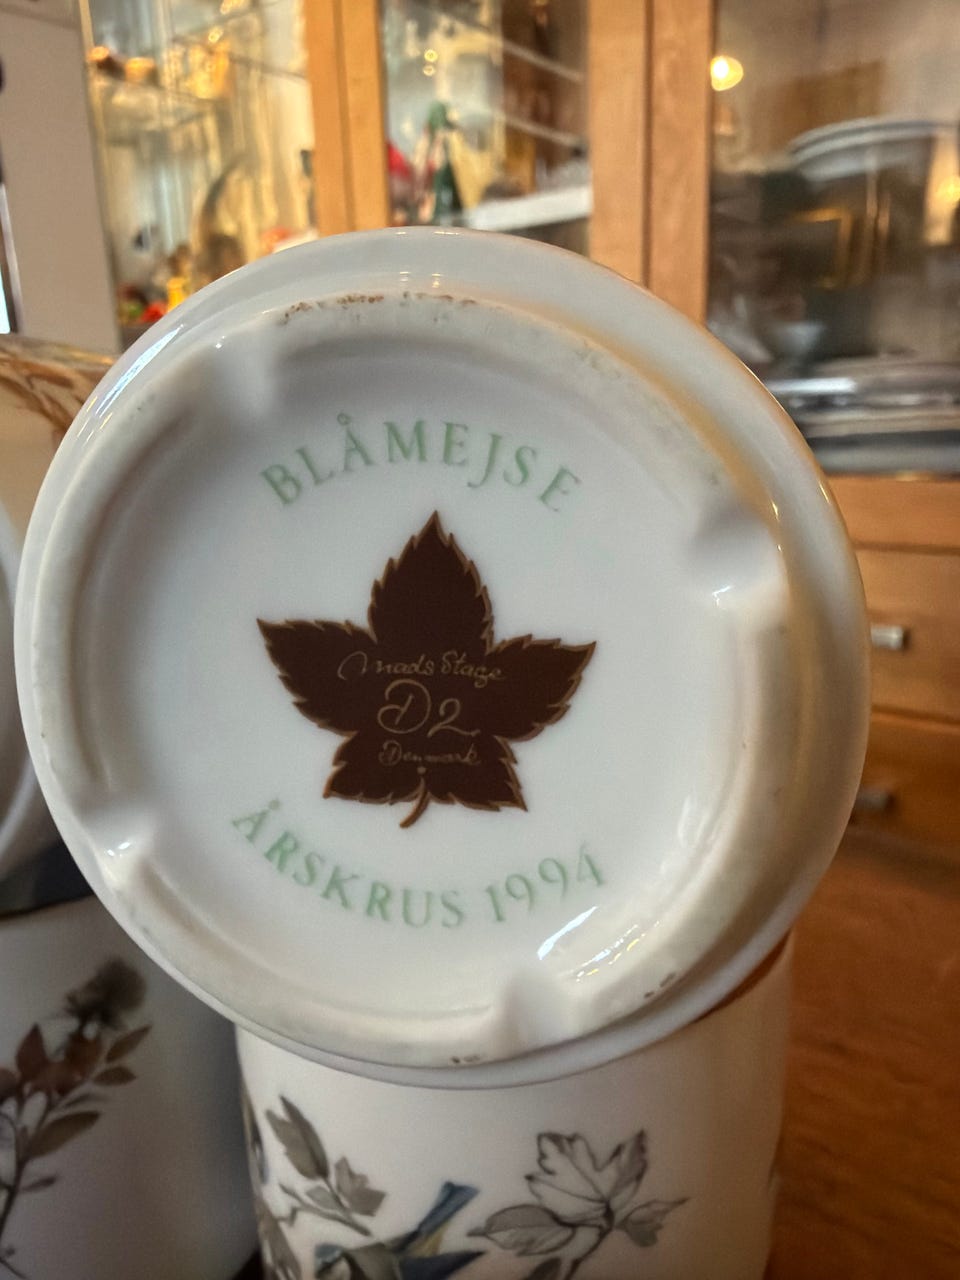 BLÅMEJSE
Mads Stage
D2
Denmark
ÅRSKRUS 1994